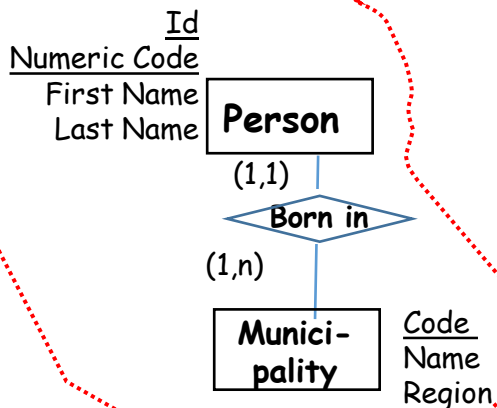 Id
Numeric Code
First Name
Last Name
Person
(1,1)
Born in
(1,n)
Munici-
pality
Code
Name
Region